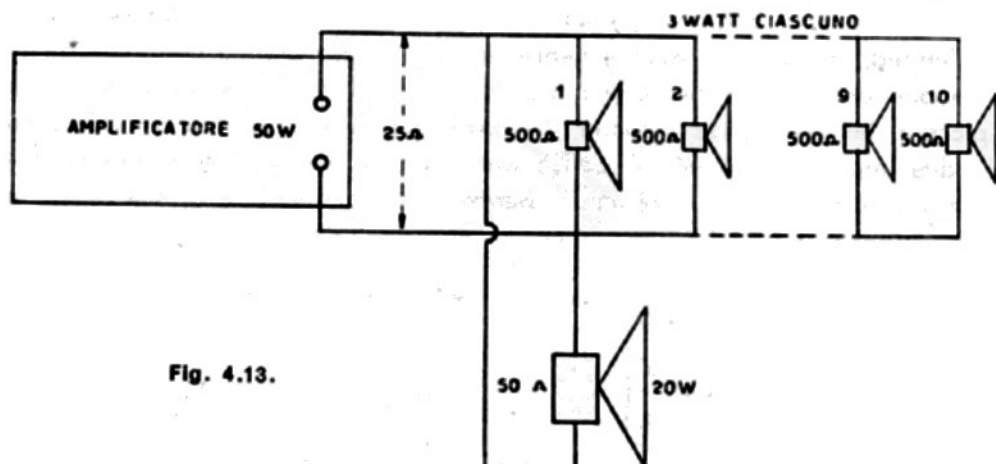 3 WATT CIASCUNO
1
2
9
10
AMPLIFICATORE 50W
25Ω
500Ω
500Ω
500Ω
500Ω
Fig. 4.13.
50 Ω
20W